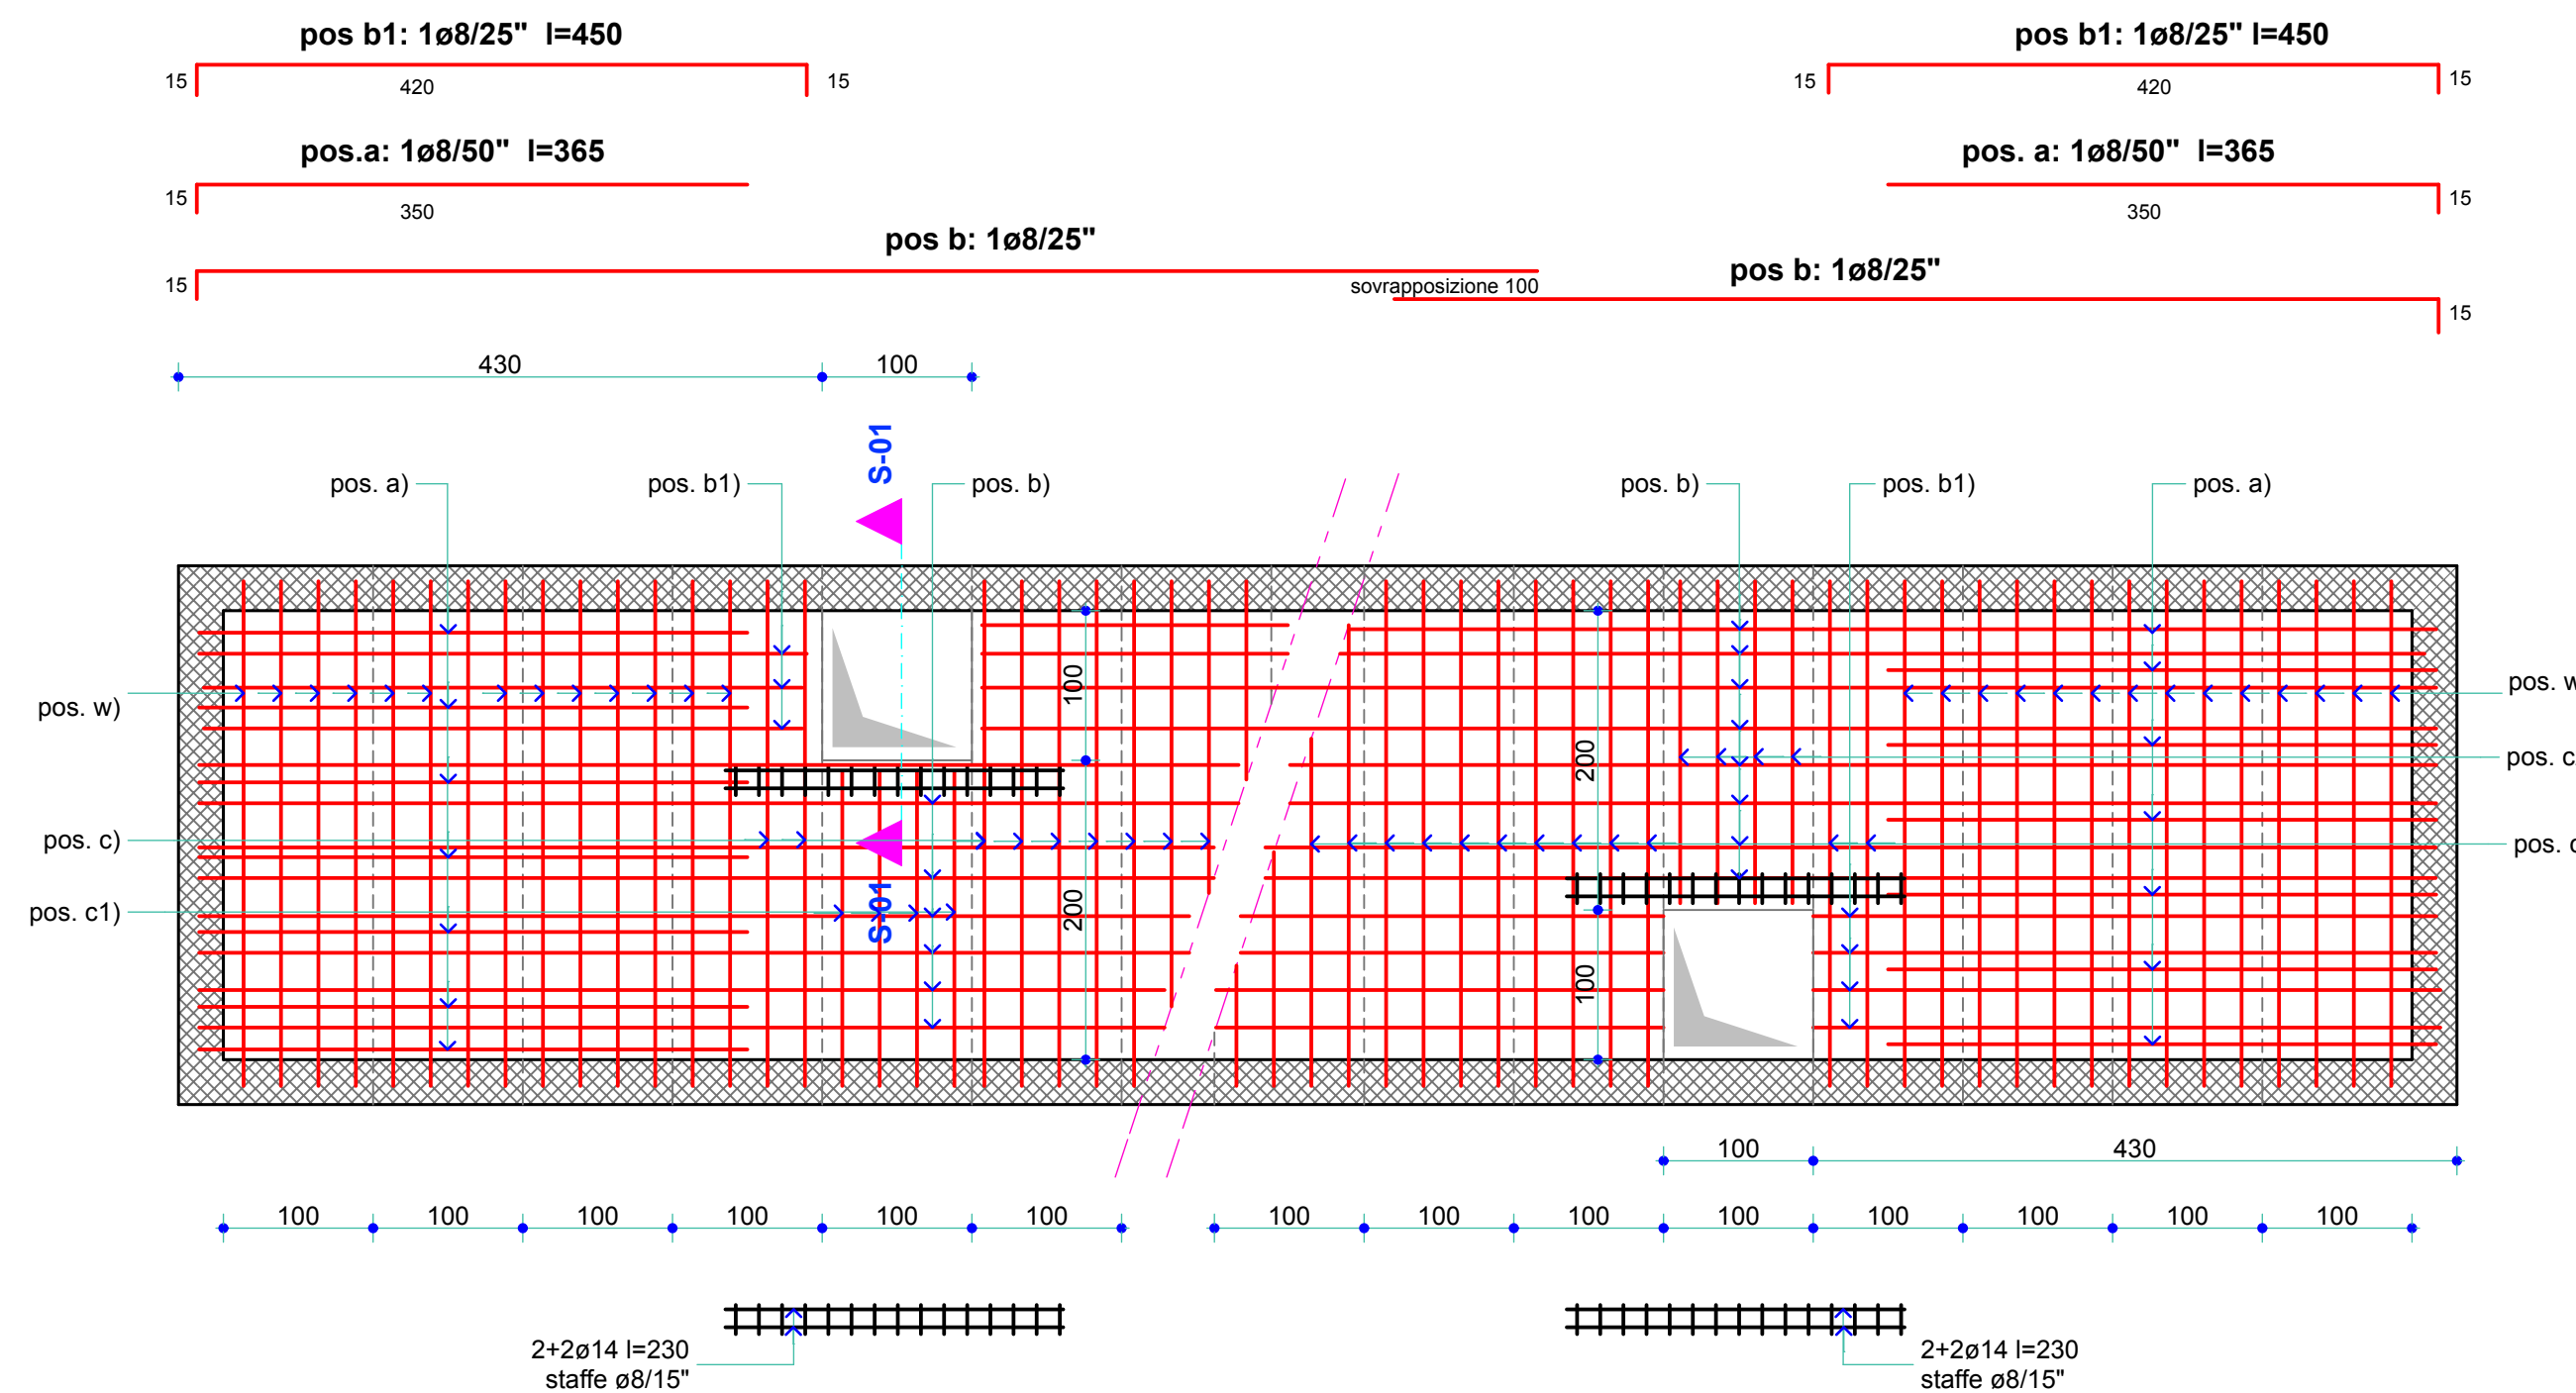 pos b1: 1ø8/25" l=450
pos b1: 1ø8/25" l=450
15
420
15
15
420
15
pos.a: 1ø8/50" l=365
pos. a: 1ø8/50" l=365
15
350
350
15
pos b: 1ø8/25"
pos b: 1ø8/25"
15
sovrapposizione 100
15
430
100
S-01
pos. a)
pos. b1)
pos. b)
pos. b)
pos. b1)
pos. a)
pos. w)
100
200
pos. w
pos. c
pos. c)
pos. c1)
S-01
200
100
pos. c
100
430
100
100
100
100
100
100
100
100
100
100
100
100
100
100
2+2ø14 l=230
staffe ø8/15"
2+2ø14 l=230
staffe ø8/15"